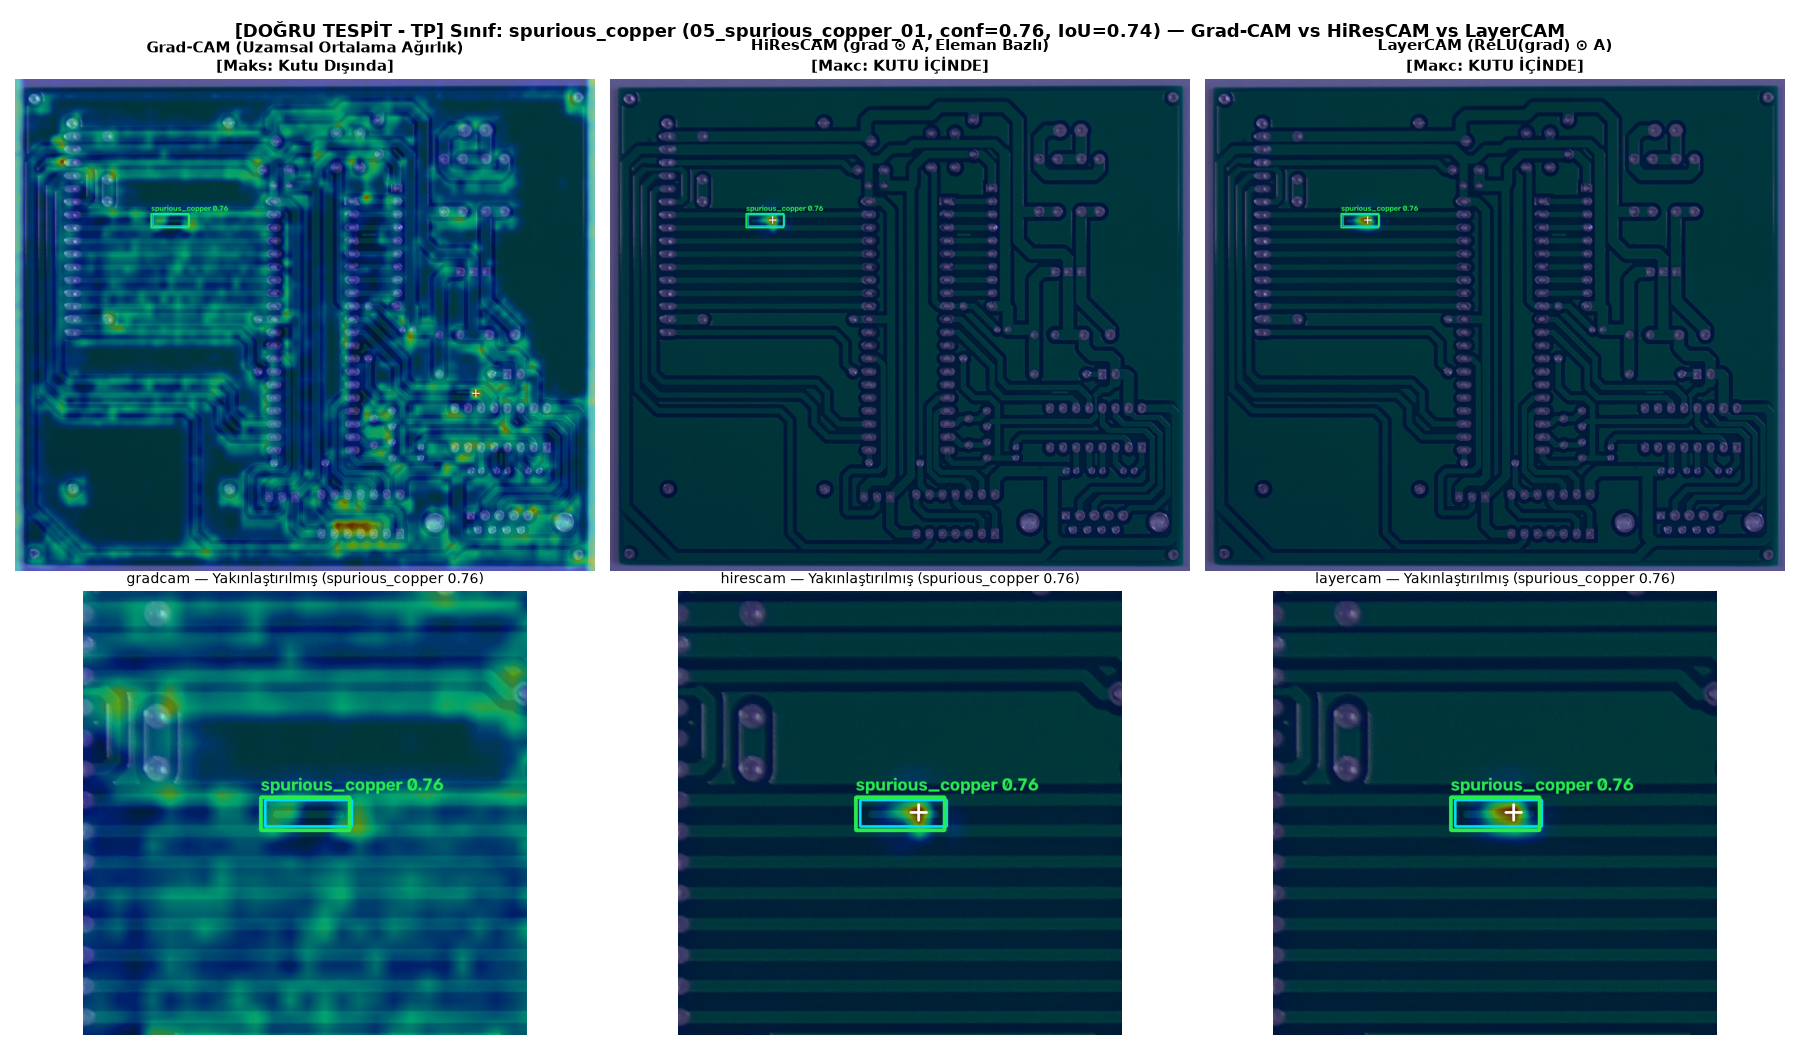 [DOĞRU TESPİT - TP] Sınıf: spurious_copper (05_spurious_copper_01, conf=0.76, IoU=0.74) — Grad-CAM vs HiResCAM vs LayerCAM
Grad-CAM (Uzamsal Ortalama Ağırlık)
[Maks: Kutu Dışında]
HiResCAM (grad ⊙ A, Eleman Bazlı)
[Макс: KUTU İÇİNDE]
LayerCAM (ReLU(grad) ⊙ A)
[Макс: KUTU İÇİNDE]
spurious_copper 0.76
spurious_copper 0.76
spurious_copper 0.76
gradcam — Yakınlaştırılmış (spurious_copper 0.76)
hirescam — Yakınlaştırılmış (spurious_copper 0.76)
layercam — Yakınlaştırılmış (spurious_copper 0.76)
spurious_copper 0.76
spurious_copper 0.76
spurious_copper 0.76